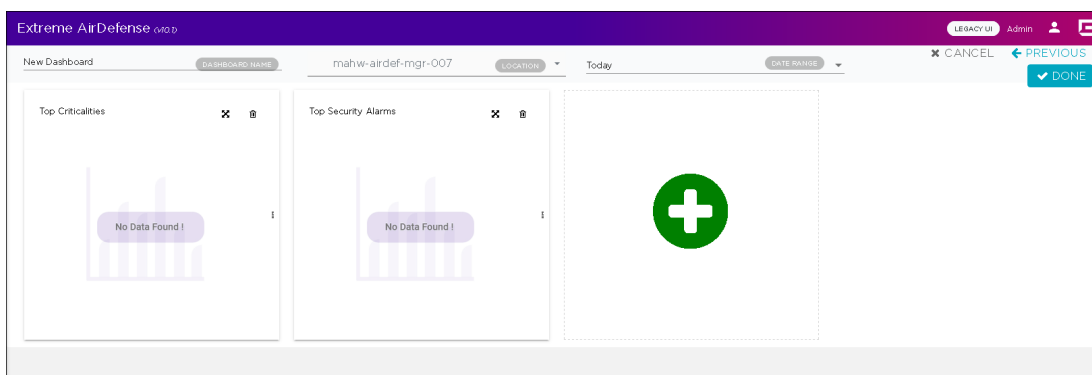 Extreme AirDefense (v10.1)
LEGACY UI Admin
New Dashboard DASHBOARD NAME
mahw-airdef-mgr-007 LOCATION
Today DATE RANGE
✖ CANCEL ← PREVIOUS
✔ DONE
Top Criticalities
No Data Found !
Top Security Alarms
No Data Found !